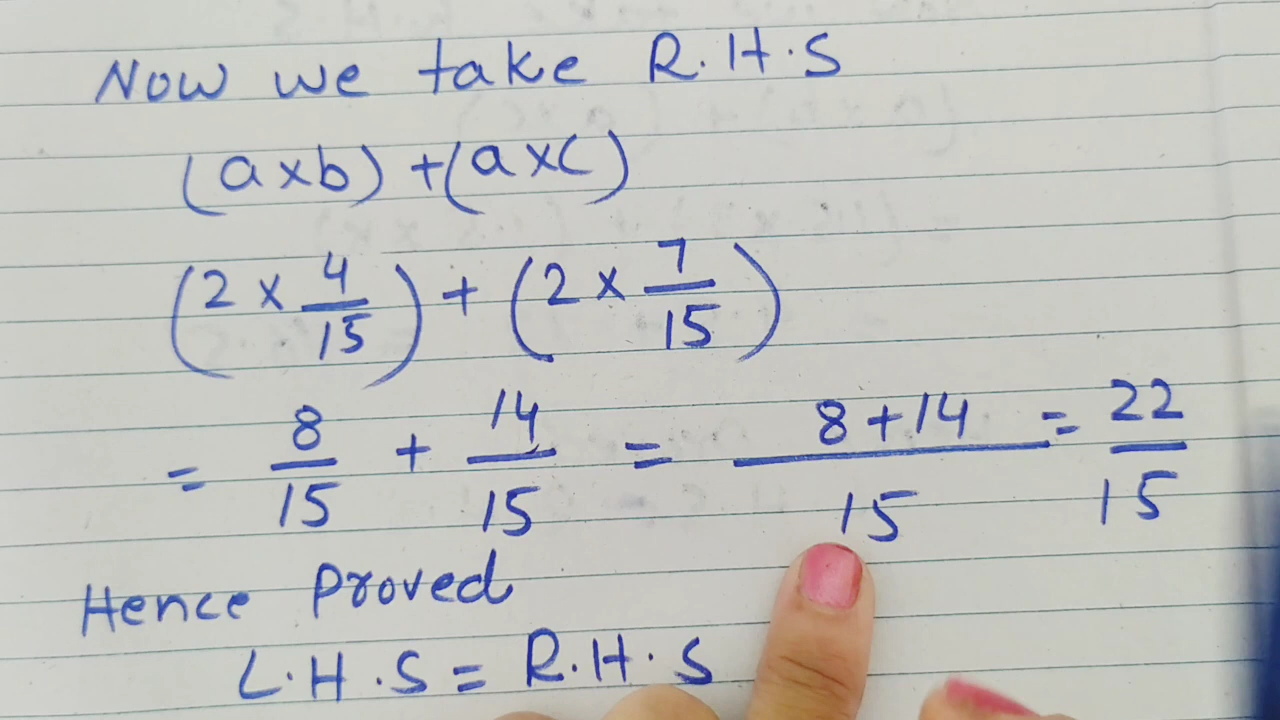 Now we take R.H.S
(a×b) + (a×c)
(2 × 4/15) + (2 × 7/15)
= 8/15 + 14/15 = 8+14/15 = 22/15
Hence Proved
L.H.S = R.H.S